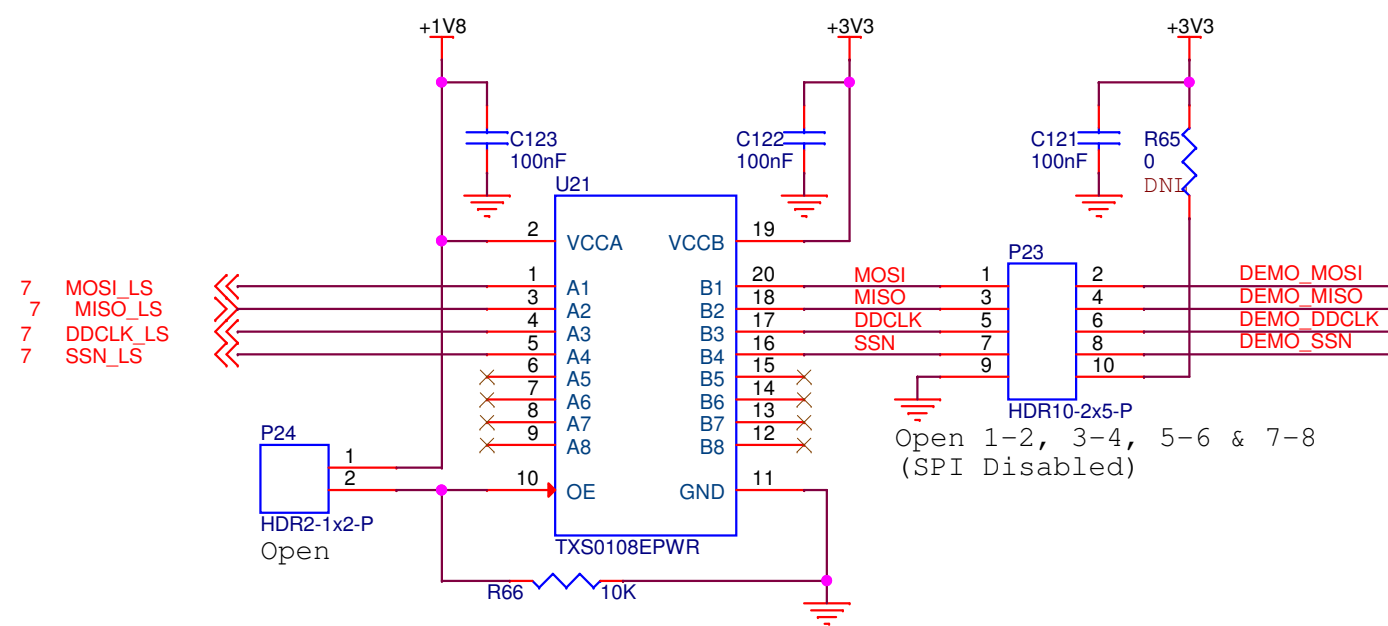 +1V8
+3V3
+3V3
C123
100nF
C122
100nF
C121
100nF
R65
0
DNI
U21
2 VCCA VCCB 19
1 A1 B1 20
3 A2 B2 18
4 A3 B3 17
5 A4 B4 16
6 A5 B5 15
7 A6 B6 14
8 A7 B7 13
9 A8 B8 12
10 OE GND 11
TXS0108EPWR
7 MOSI_LS
7 MISO_LS
7 DDCLK_LS
7 SSN_LS
P23
MOSI 1 2 DEMO_MOSI
MISO 3 4 DEMO_MISO
DDCLK 5 6 DEMO_DDCLK
SSN 7 8 DEMO_SSN
9 10
HDR10-2x5-P
Open 1-2, 3-4, 5-6 & 7-8
(SPI Disabled)
P24
1
2
HDR2-1x2-P
Open
R66 10K